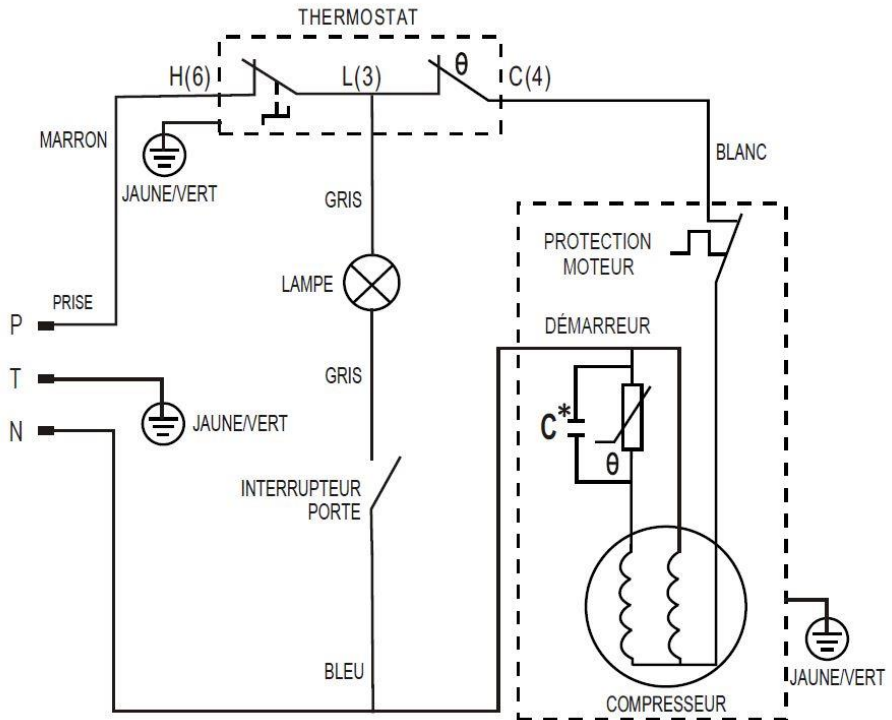 THERMOSTAT
H(6)
L(3)
θ
C(4)
MARRON
JAUNE/VERT
BLANC
GRIS
PROTECTION
MOTEUR
LAMPE
PRISE
P
DÉMARREUR
T
GRIS
JAUNE/VERT
C*
N
θ
INTERRUPTEUR
PORTE
BLEU
JAUNE/VERT
COMPRESSEUR